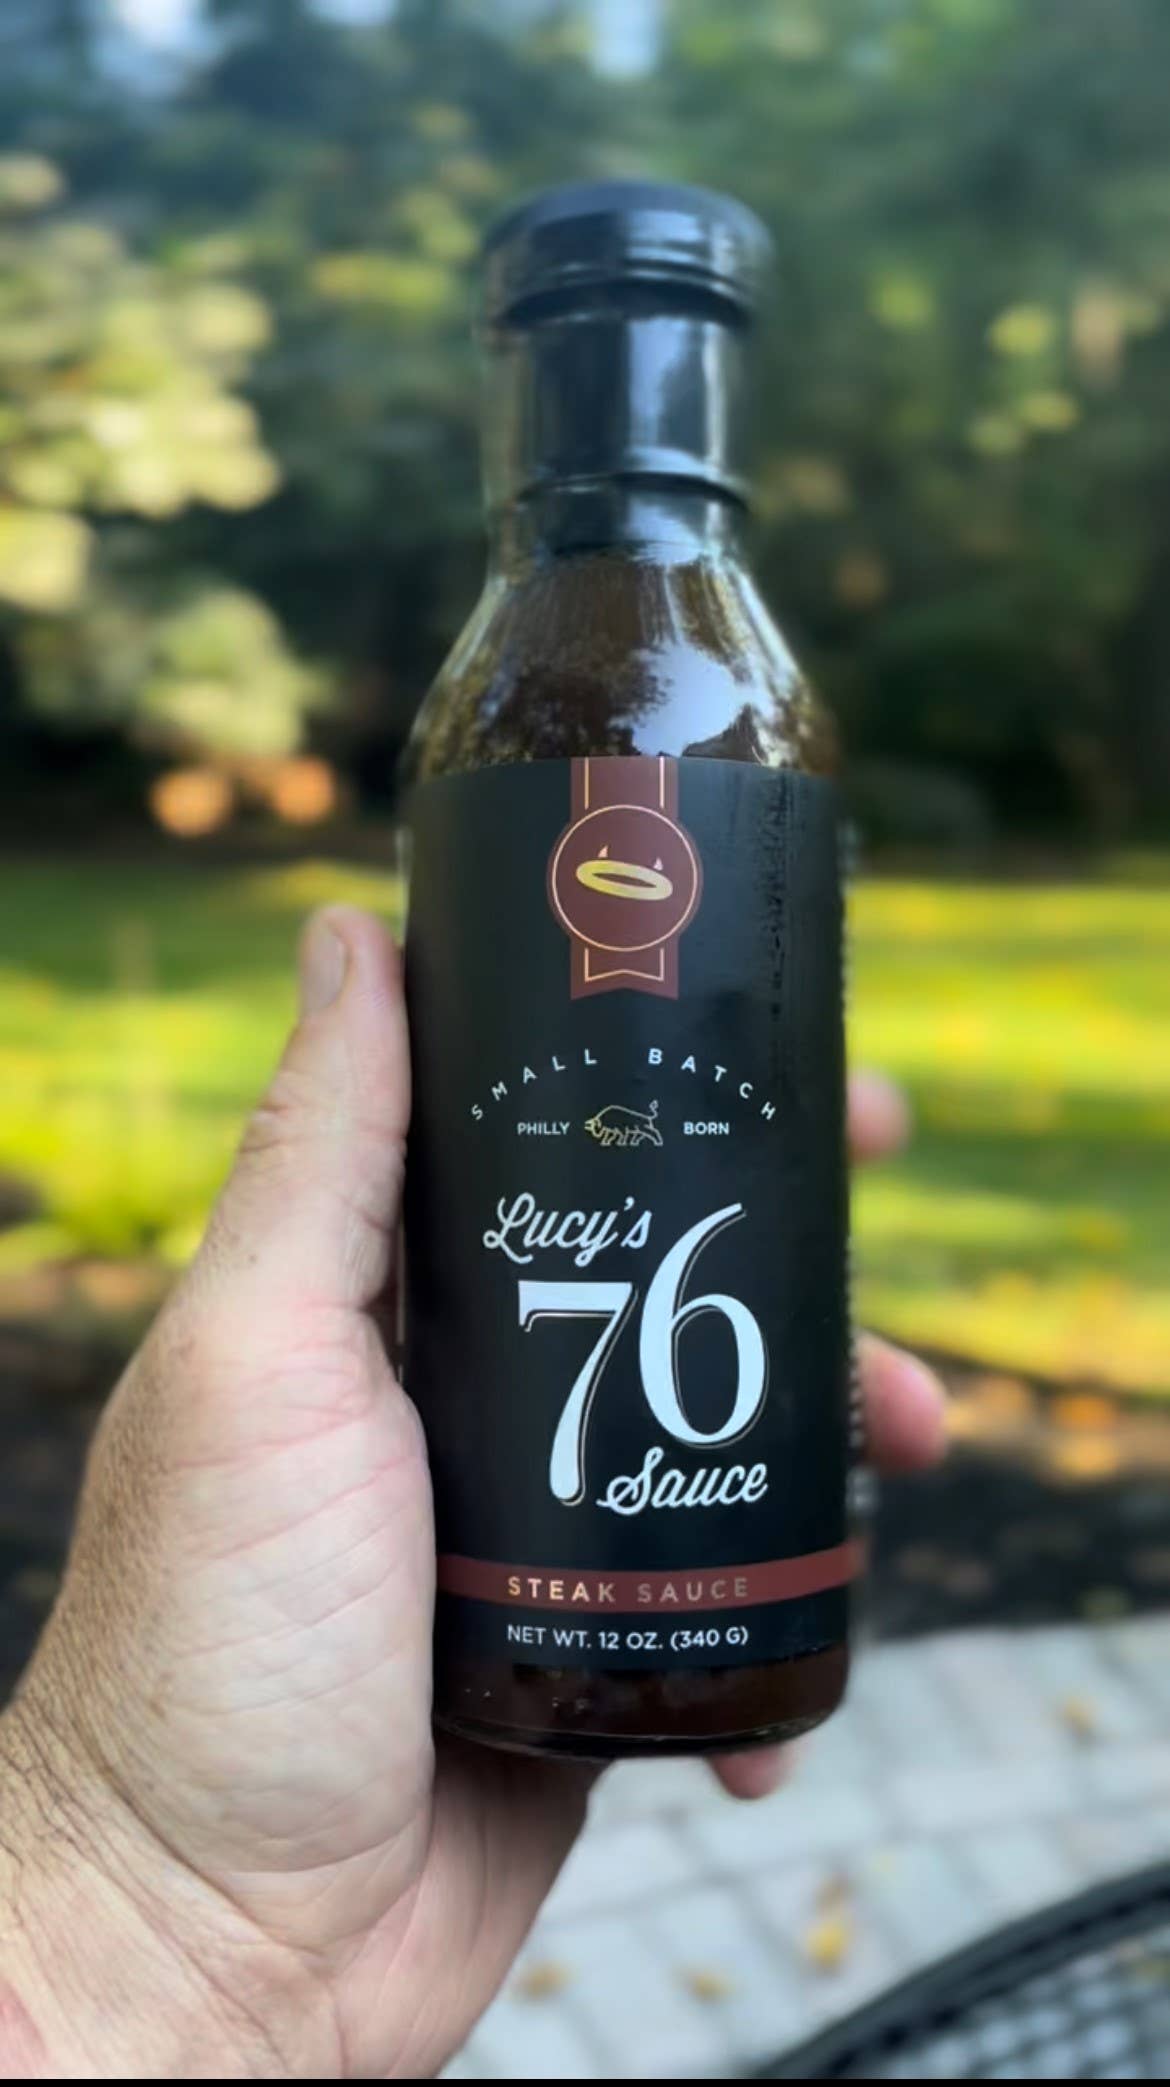 SMALL BATCH
PHILLY BORN
Lucy's
76
Sauce
STEAK SAUCE
NET WT. 12 OZ. (340 G)